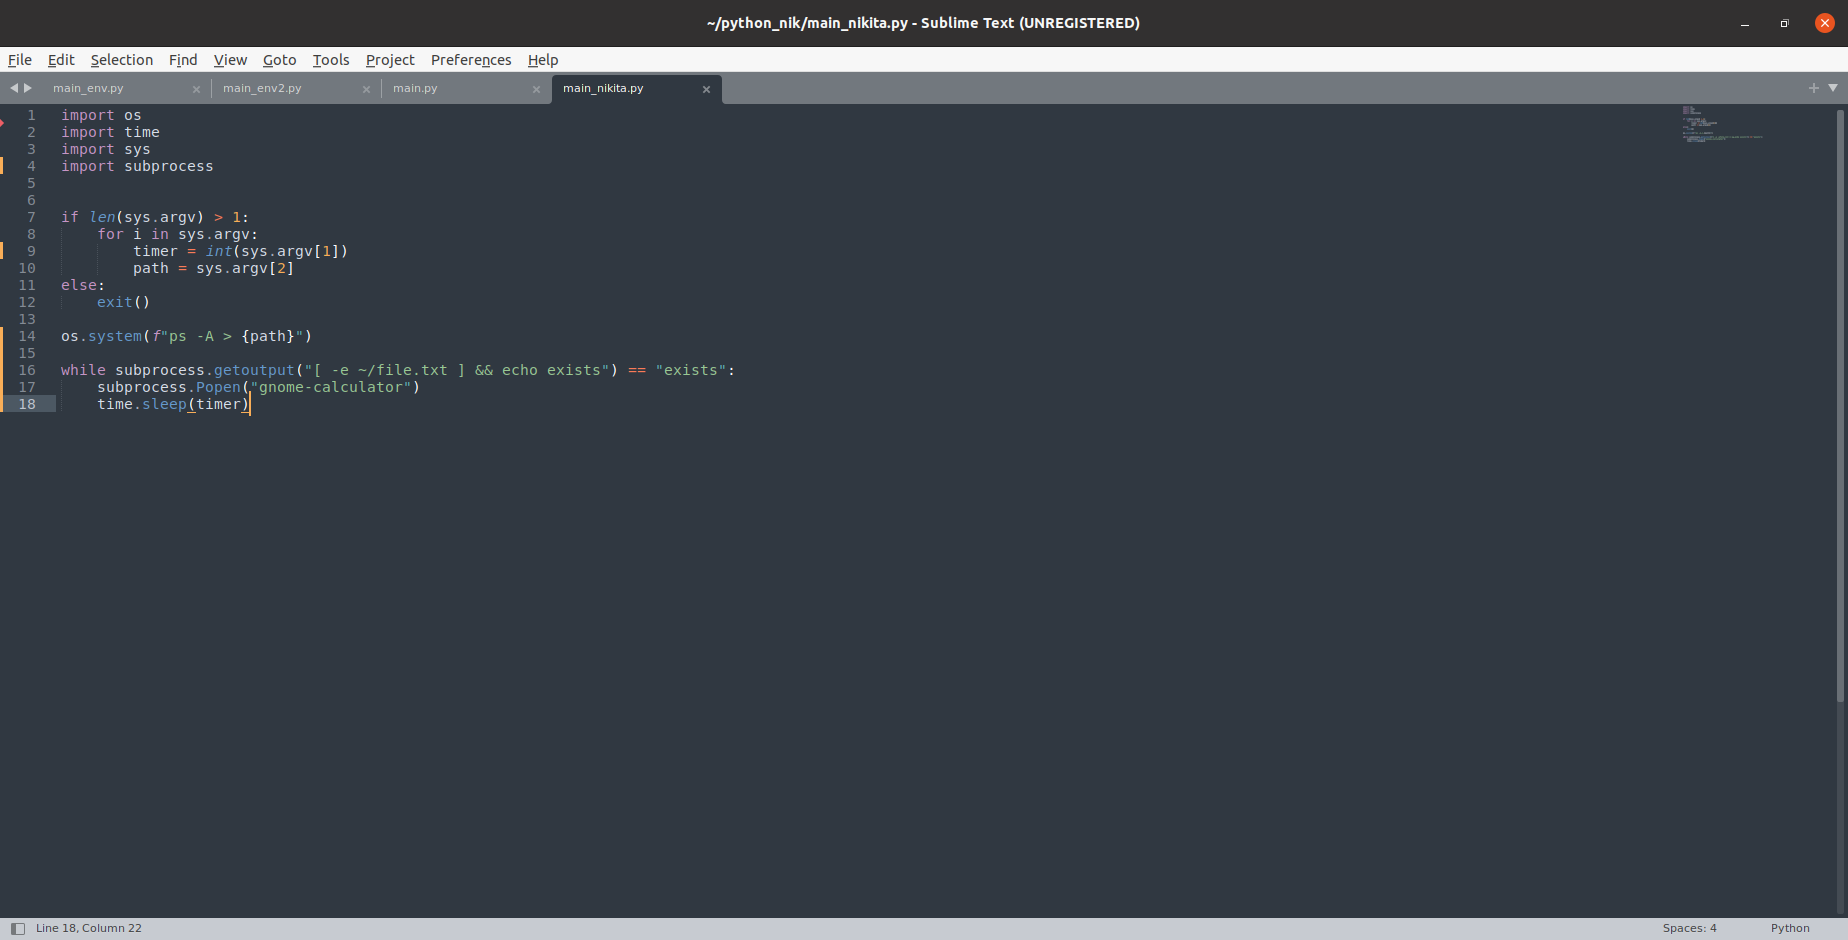 ~/python_nik/main_nikita.py - Sublime Text (UNREGISTERED)
File Edit Selection Find View Goto Tools Project Preferences Help
main_env.py main_env2.py main.py main_nikita.py
1 import os
2 import time
3 import sys
4 import subprocess
5
6
7 if len(sys.argv) > 1:
8     for i in sys.argv:
9         timer = int(sys.argv[1])
10         path = sys.argv[2]
11 else:
12     exit()
13
14 os.system(f"ps -A > {path}")
15
16 while subprocess.getoutput("[ -e ~/file.txt ] && echo exists") == "exists":
17     subprocess.Popen("gnome-calculator")
18     time.sleep(timer)
Line 18, Column 22 Spaces: 4 Python